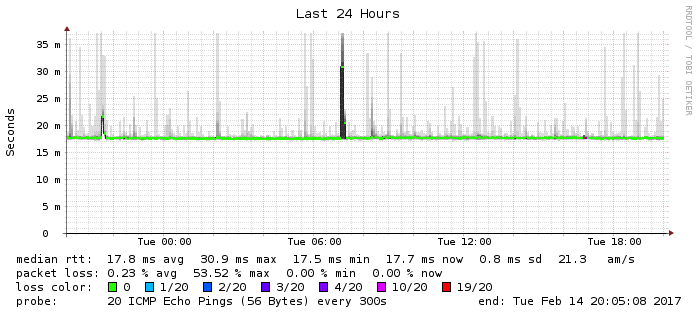 Last 24 Hours
RRDTOOL / TOBI OETIKER
Seconds
35 m
30 m
25 m
20 m
15 m
10 m
5 m
0
Tue 00:00 Tue 06:00 Tue 12:00 Tue 18:00
median rtt: 17.8 ms avg 30.9 ms max 17.5 ms min 17.7 ms now 0.8 ms sd 21.3 am/s
packet loss: 0.23 % avg 53.52 % max 0.00 % min 0.00 % now
loss color: 0 1/20 2/20 3/20 4/20 10/20 19/20
probe: 20 ICMP Echo Pings (56 Bytes) every 300s end: Tue Feb 14 20:05:08 2017